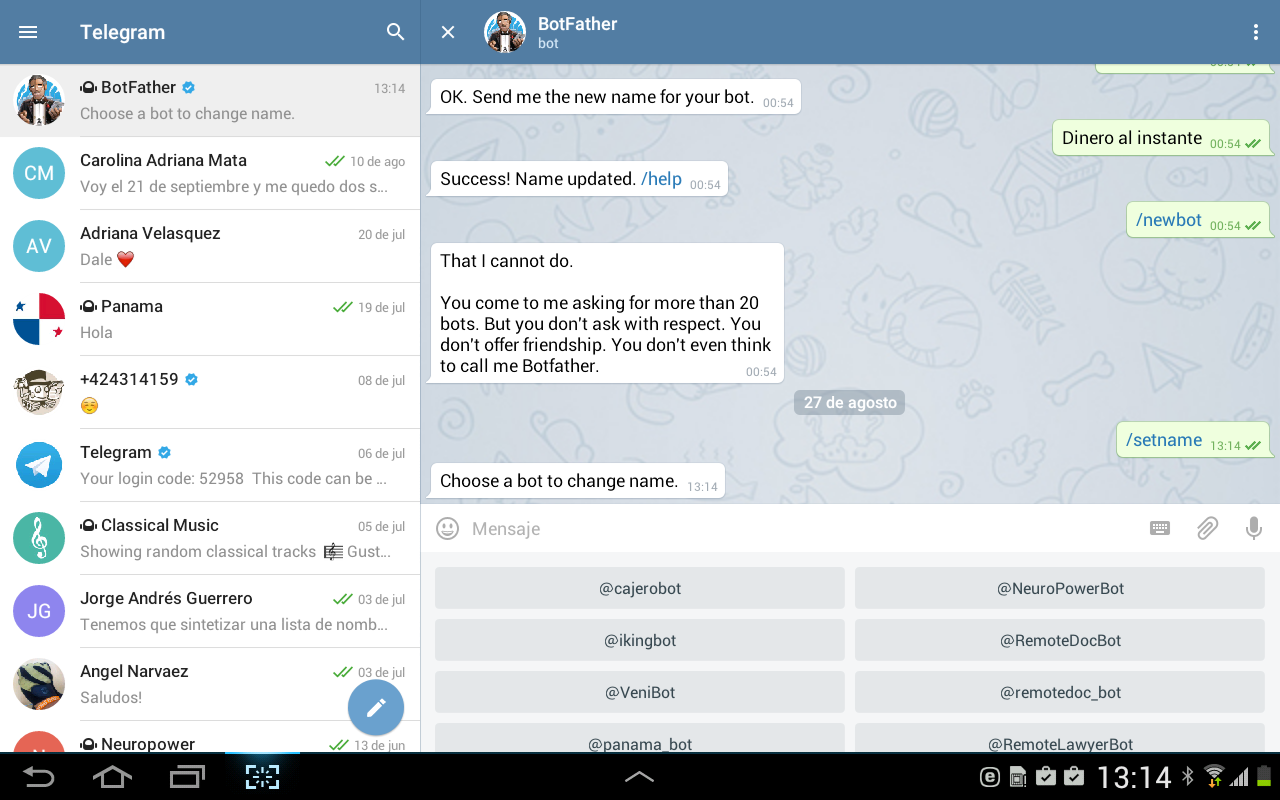 Telegram
BotFather
13:14
Choose a bot to change name.
CM
Carolina Adriana Mata
10 de ago
Voy el 21 de septiembre y me quedo dos s...
AV
Adriana Velasquez
20 de jul
Dale
Panama
19 de jul
Hola
+424314159
08 de jul
Telegram
06 de jul
Your login code: 52958 This code can be ...
Classical Music
05 de jul
Showing random classical tracks 🎼 Gust...
JG
Jorge Andrés Guerrero
03 de jul
Tenemos que sintetizar una lista de nomb...
Angel Narvaez
03 de jul
Saludos!
Neuropower
13 de jun
BotFather
bot
OK. Send me the new name for your bot. 00:54
Dinero al instante 00:54
Success! Name updated. /help 00:54
/newbot 00:54
That I cannot do.
You come to me asking for more than 20
bots. But you don't ask with respect. You
don't offer friendship. You don't even think
to call me Botfather. 00:54
27 de agosto
/setname 13:14
Choose a bot to change name. 13:14
Mensaje
@cajerobot
@NeuroPowerBot
@ikingbot
@RemoteDocBot
@VeniBot
@remotedoc_bot
@panama_bot
@RemoteLawyerBot
13:14